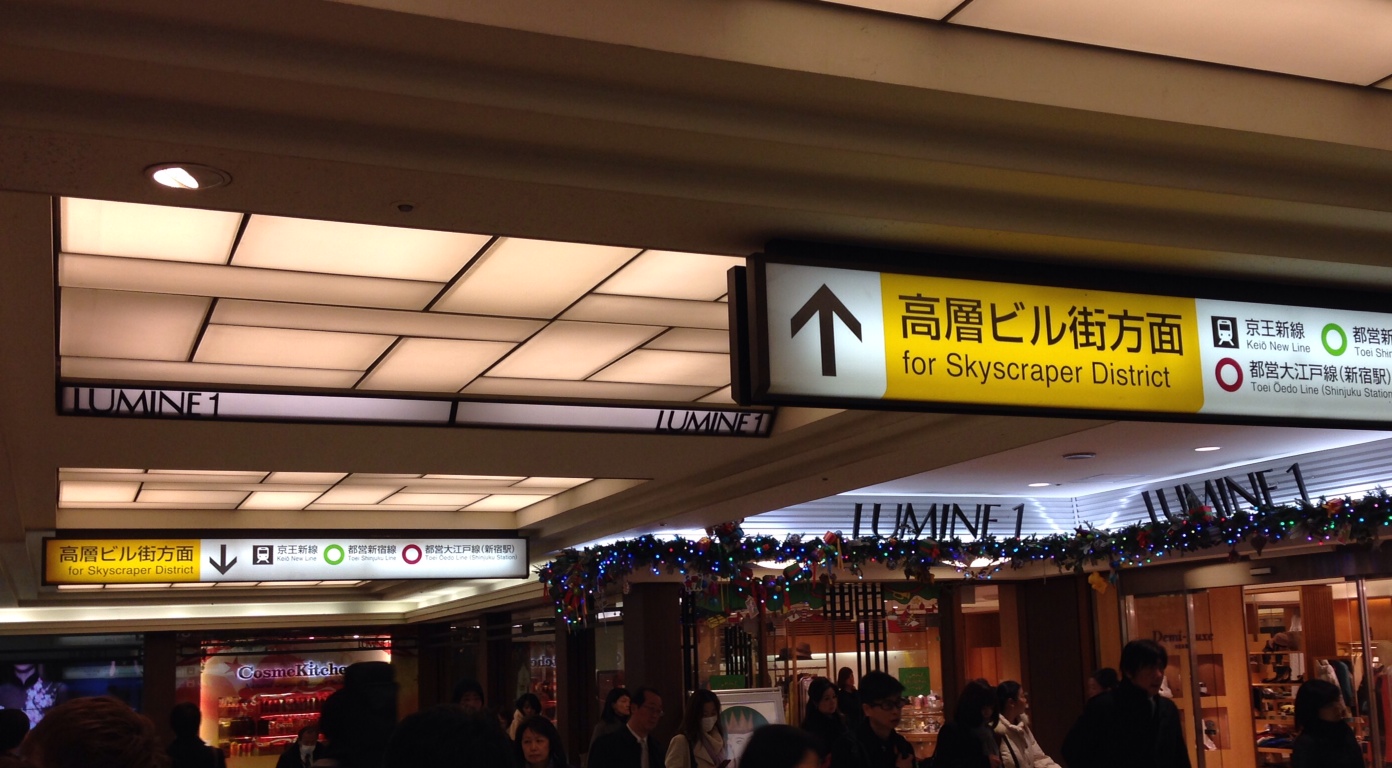 高層ビル街方面
for Skyscraper District
京王新線
Keiō New Line
都営新
Toei Shin
都営大江戸線(新宿駅)
Toei Ōedo Line (Shinjuku Station
LUMINE 1
LUMINE 1
LUMINE 1
LUMINE 1
高層ビル街方面
for Skyscraper District
京王新線
Keiō New Line
都営新宿線
Toei Shinjuku Line
都営大江戸線(新宿駅)
Toei Ōedo Line (Shinjuku Station)
CosmeKitche
Demi-Luxe